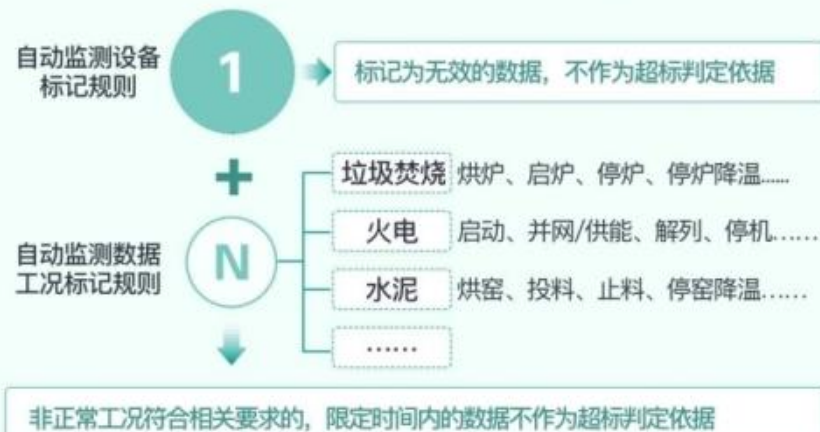 自动监测设备
标记规则
1
标记为无效的数据，不作为超标判定依据
+
垃圾焚烧 烘炉、启炉、停炉、停炉降温......
自动监测数据
工况标记规则
N
火电 启动、并网/供能、解列、停机......
水泥 烘窑、投料、止料、停窑降温......
......
非正常工况符合相关要求的，限定时间内的数据不作为超标判定依据